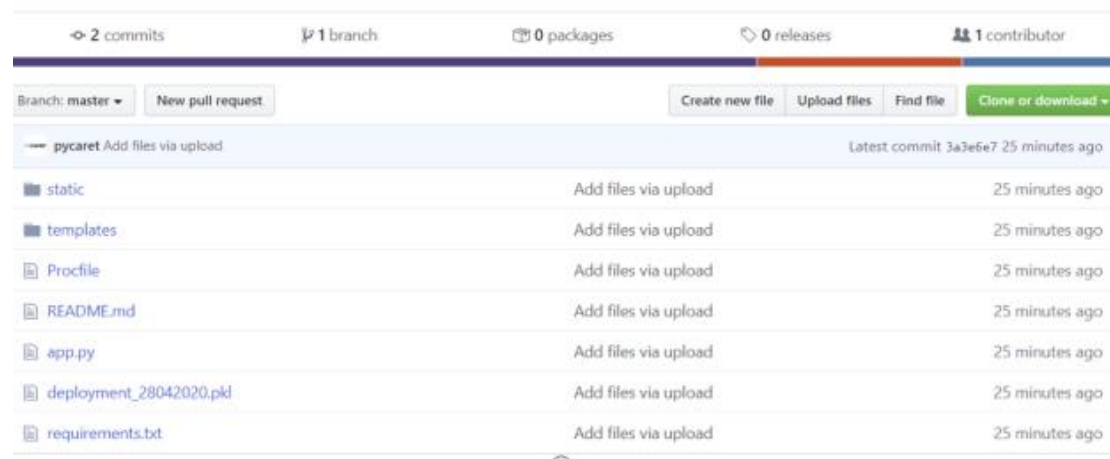 2 commits 1 branch 0 packages 0 releases 1 contributor
Branch: master New pull request Create new file Upload files Find file Clone or download
pycaret Add files via upload Latest commit 3a3e6e7 25 minutes ago
static Add files via upload 25 minutes ago
templates Add files via upload 25 minutes ago
Procfile Add files via upload 25 minutes ago
README.md Add files via upload 25 minutes ago
app.py Add files via upload 25 minutes ago
deployment_28042020.pkl Add files via upload 25 minutes ago
requirements.txt Add files via upload 25 minutes ago